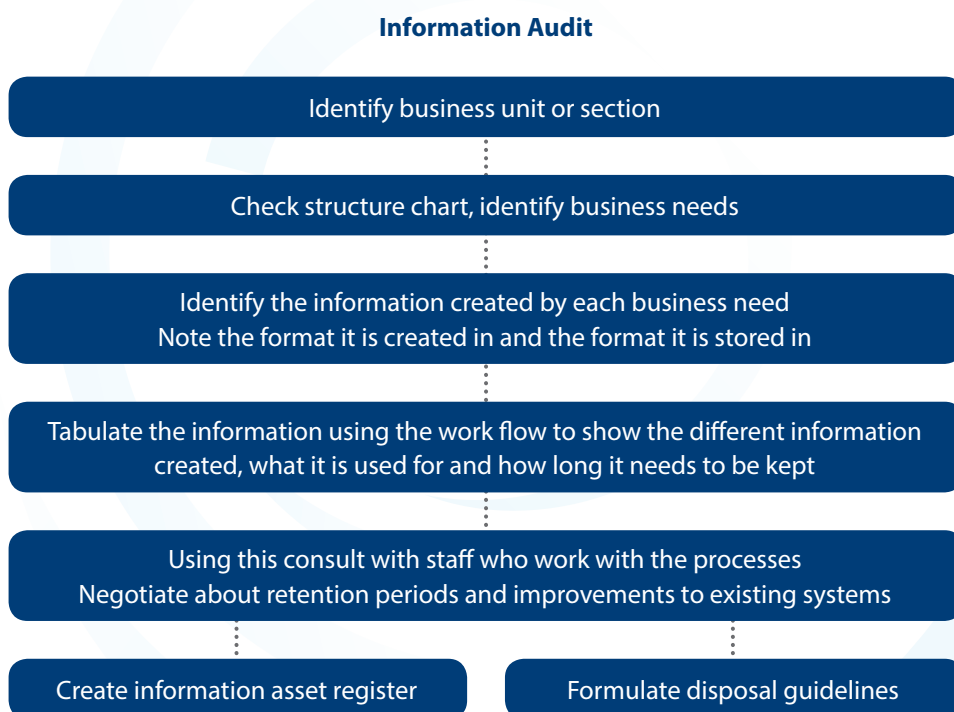 Information Audit
Identify business unit or section
Check structure chart, identify business needs
Identify the information created by each business need
Note the format it is created in and the format it is stored in
Tabulate the information using the work flow to show the different information
created, what it is used for and how long it needs to be kept
Using this consult with staff who work with the processes
Negotiate about retention periods and improvements to existing systems
Create information asset register
Formulate disposal guidelines